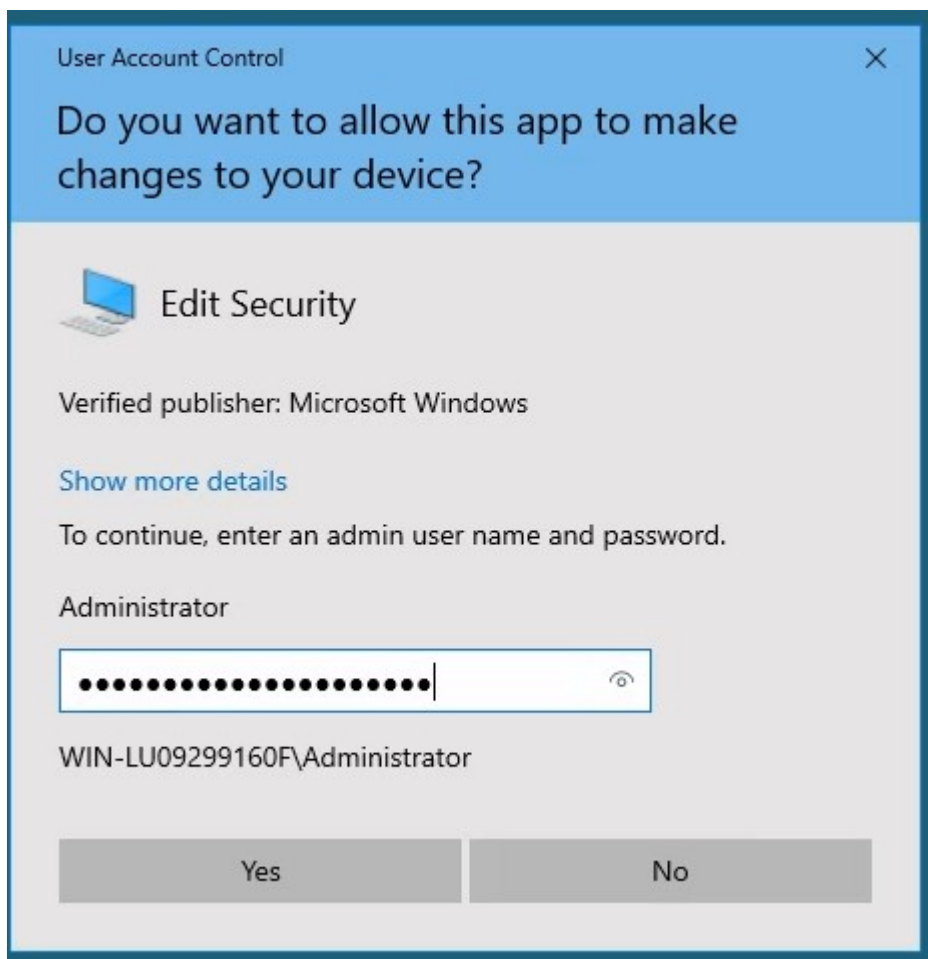 User Account Control
Do you want to allow this app to make
changes to your device?
Edit Security
Verified publisher: Microsoft Windows
Show more details
To continue, enter an admin user name and password.
Administrator
●●●●●●●●●●●●●●●●●●●●●
WIN-LU09299160F\Administrator
Yes
No